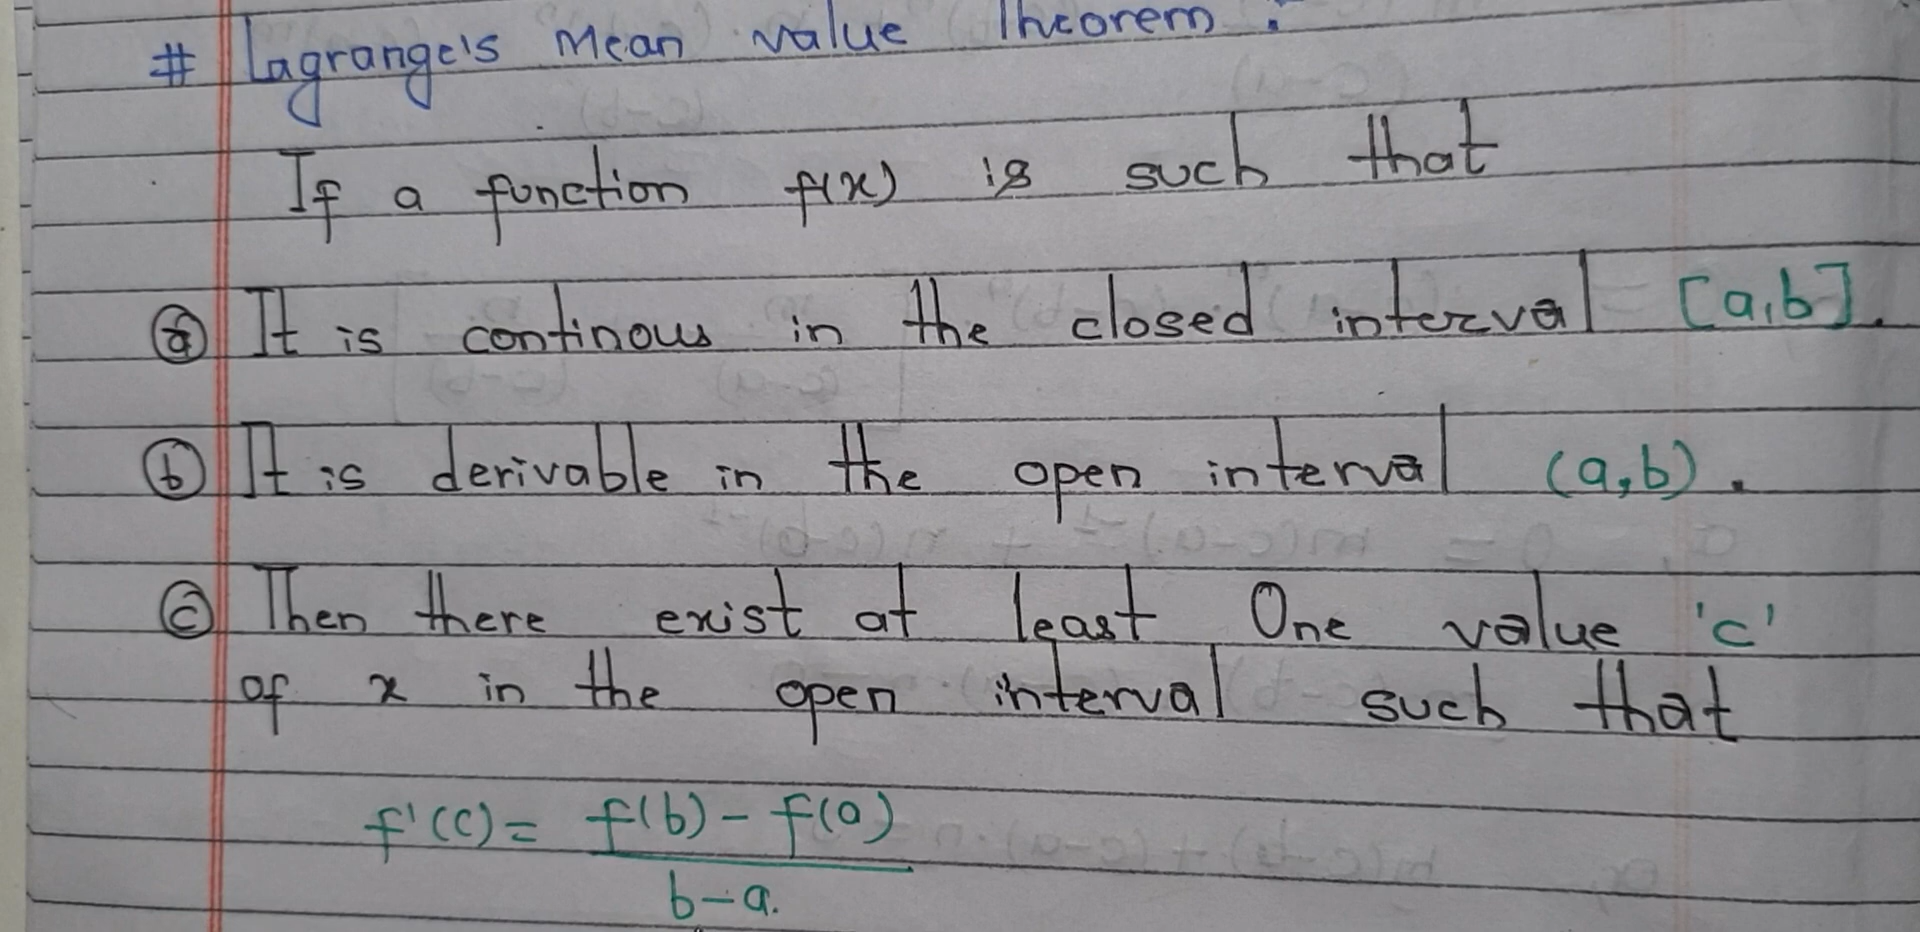 # Lagrange's Mean value Theorem :
If a function f(x) is such that
(a) It is continous in the closed interval [a,b].
(b) It is derivable in the open interval (a,b).
(c) Then there exist at least One value 'c'
of x in the open interval such that
f'(c) = f(b) - f(a)
b-a.